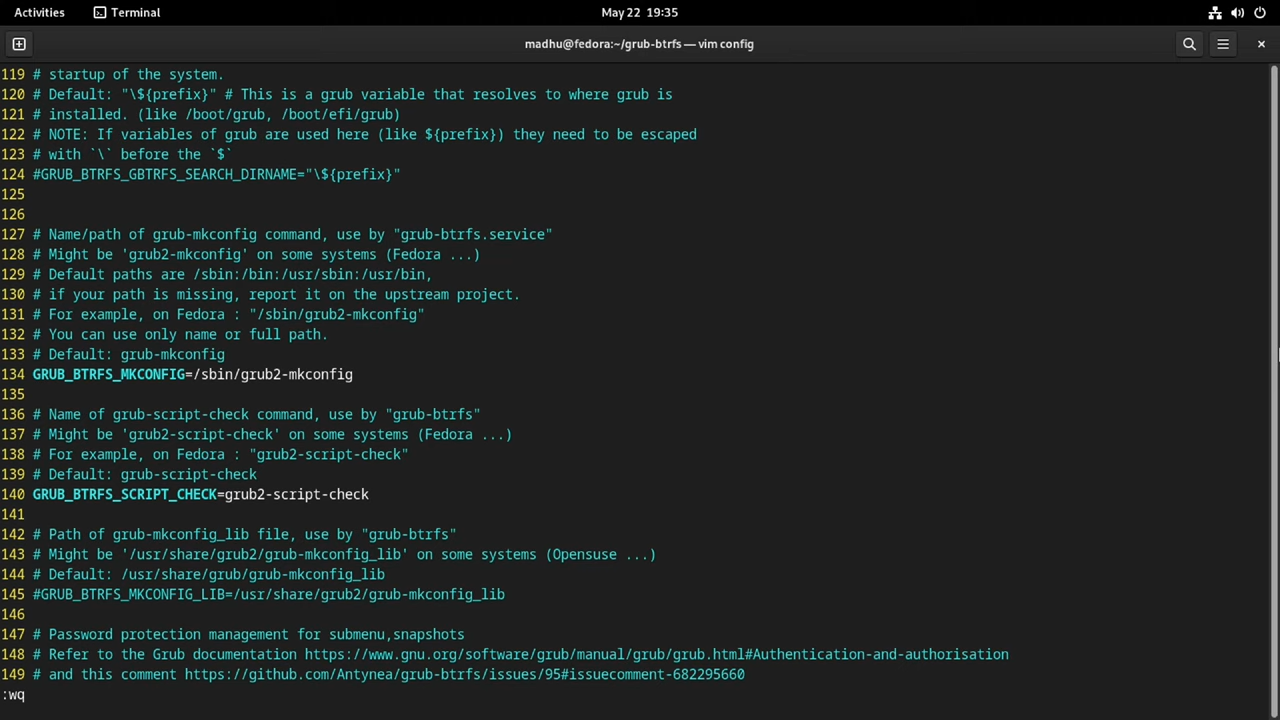 Activities Terminal May 22 19:35
madhu@fedora:~/grub-btrfs — vim config
119 # startup of the system.
120 # Default: "\${prefix}" # This is a grub variable that resolves to where grub is
121 # installed. (like /boot/grub, /boot/efi/grub)
122 # NOTE: If variables of grub are used here (like ${prefix}) they need to be escaped
123 # with `\` before the `$`
124 #GRUB_BTRFS_GBTRFS_SEARCH_DIRNAME="\${prefix}"
125
126
127 # Name/path of grub-mkconfig command, use by "grub-btrfs.service"
128 # Might be 'grub2-mkconfig' on some systems (Fedora ...)
129 # Default paths are /sbin:/bin:/usr/sbin:/usr/bin,
130 # if your path is missing, report it on the upstream project.
131 # For example, on Fedora : "/sbin/grub2-mkconfig"
132 # You can use only name or full path.
133 # Default: grub-mkconfig
134 GRUB_BTRFS_MKCONFIG=/sbin/grub2-mkconfig
135
136 # Name of grub-script-check command, use by "grub-btrfs"
137 # Might be 'grub2-script-check' on some systems (Fedora ...)
138 # For example, on Fedora : "grub2-script-check"
139 # Default: grub-script-check
140 GRUB_BTRFS_SCRIPT_CHECK=grub2-script-check
141
142 # Path of grub-mkconfig_lib file, use by "grub-btrfs"
143 # Might be '/usr/share/grub2/grub-mkconfig_lib' on some systems (Opensuse ...)
144 # Default: /usr/share/grub/grub-mkconfig_lib
145 #GRUB_BTRFS_MKCONFIG_LIB=/usr/share/grub2/grub-mkconfig_lib
146
147 # Password protection management for submenu,snapshots
148 # Refer to the Grub documentation https://www.gnu.org/software/grub/manual/grub/grub.html#Authentication-and-authorisation
149 # and this comment https://github.com/Antynea/grub-btrfs/issues/95#issuecomment-682295660
:wq